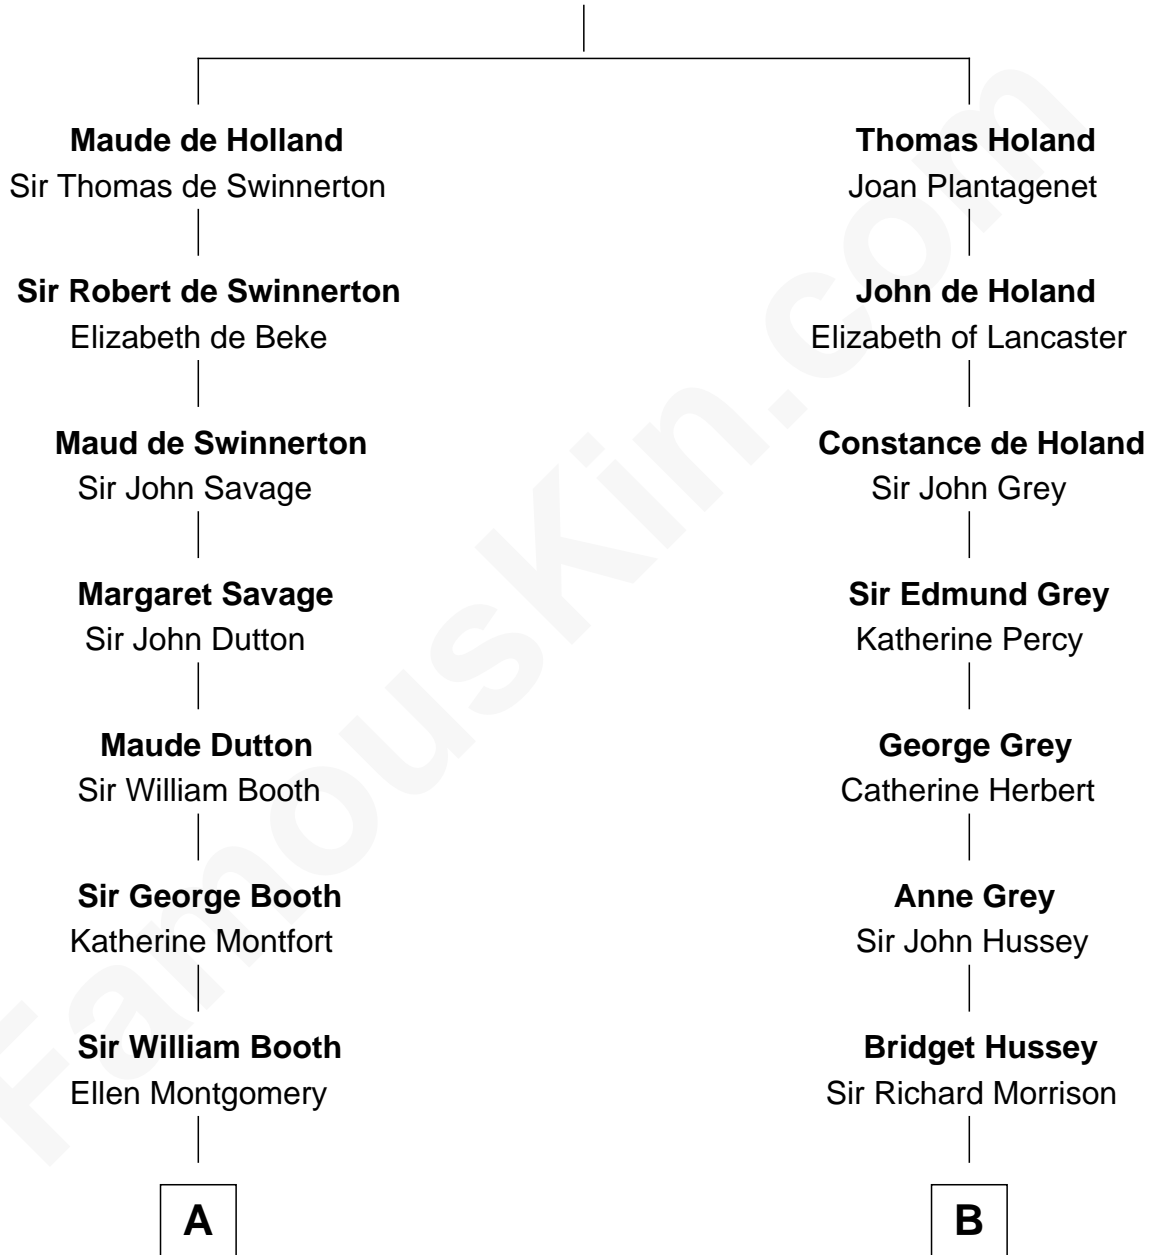 Maude de Holland
Sir Thomas de Swinnerton
Thomas Holand
Joan Plantagenet
Sir Robert de Swinnerton
Elizabeth de Beke
John de Holand
Elizabeth of Lancaster
Maud de Swinnerton
Sir John Savage
Constance de Holand
Sir John Grey
Margaret Savage
Sir John Dutton
Sir Edmund Grey
Katherine Percy
Maude Dutton
Sir William Booth
George Grey
Catherine Herbert
Sir George Booth
Katherine Montfort
Anne Grey
Sir John Hussey
Sir William Booth
Ellen Montgomery
Bridget Hussey
Sir Richard Morrison
A
B
FamousKin.com